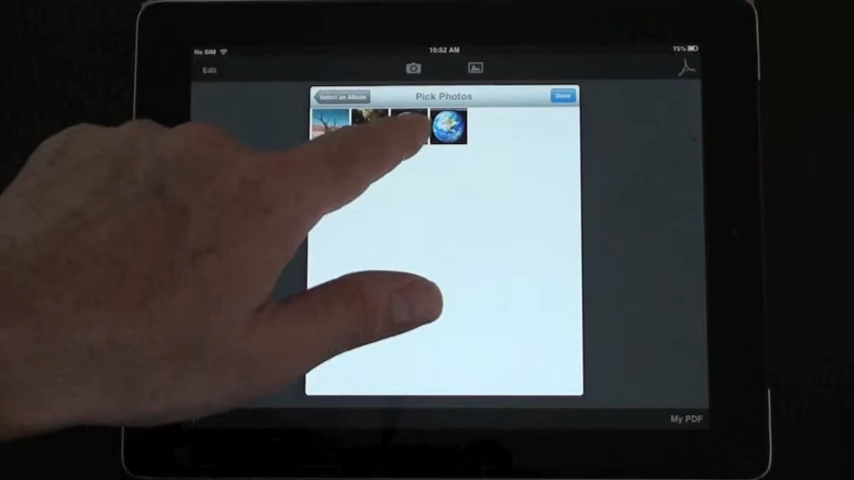 No SIM
10:52 AM
75%
Edit
Select an Album
Pick Photos
Done
My PDF